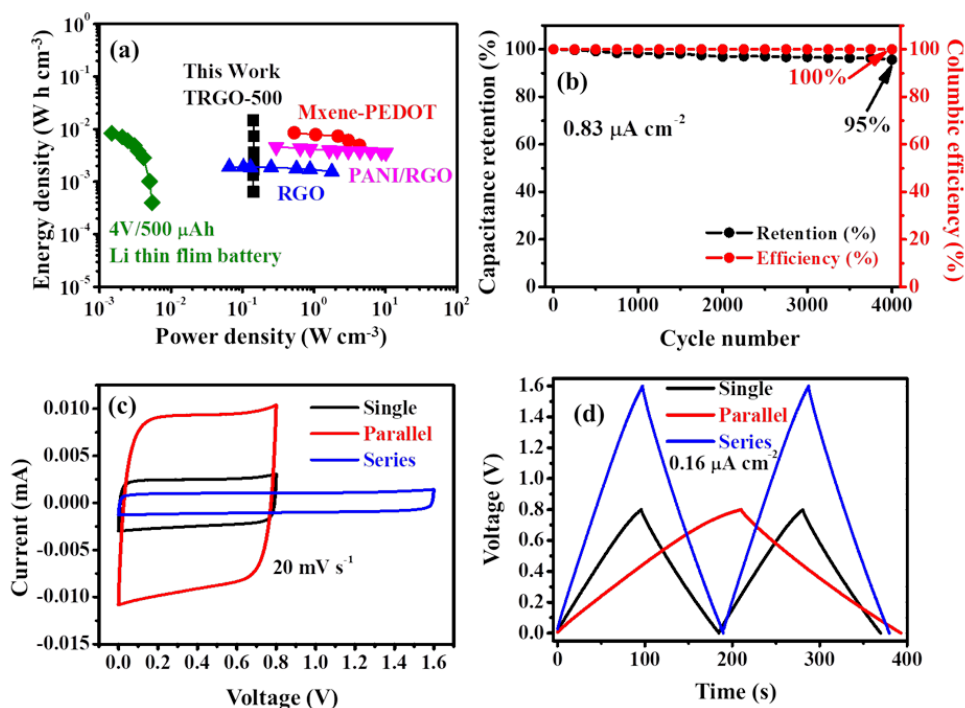 (a)
Energy density (W h cm⁻³)
10⁰
10⁻¹
10⁻²
10⁻³
10⁻⁴
10⁻⁵
This Work
TRGO-500
Mxene-PEDOT
PANI/RGO
RGO
4V/500 μAh
Li thin flim battery
10⁻³ 10⁻² 10⁻¹ 10⁰ 10¹ 10²
Power density (W cm⁻³)
(b)
Capacitance retention (%)
100
80
60
40
20
0
100%
95%
0.83 μA cm⁻²
Retention (%)
Efficiency (%)
0 1000 2000 3000 4000
Cycle number
100
80
60
40
20
0
Columbic efficiency (%)
(c)
Current (mA)
0.010
0.005
0.000
-0.005
-0.010
-0.015
Single
Parallel
Series
20 mV s⁻¹
0.0 0.2 0.4 0.6 0.8 1.0 1.2 1.4 1.6
Voltage (V)
(d)
Voltage (V)
1.6
1.4
1.2
1.0
0.8
0.6
0.4
0.2
0.0
Single
Parallel
Series
0.16 μA cm⁻²
0 100 200 300 400
Time (s)